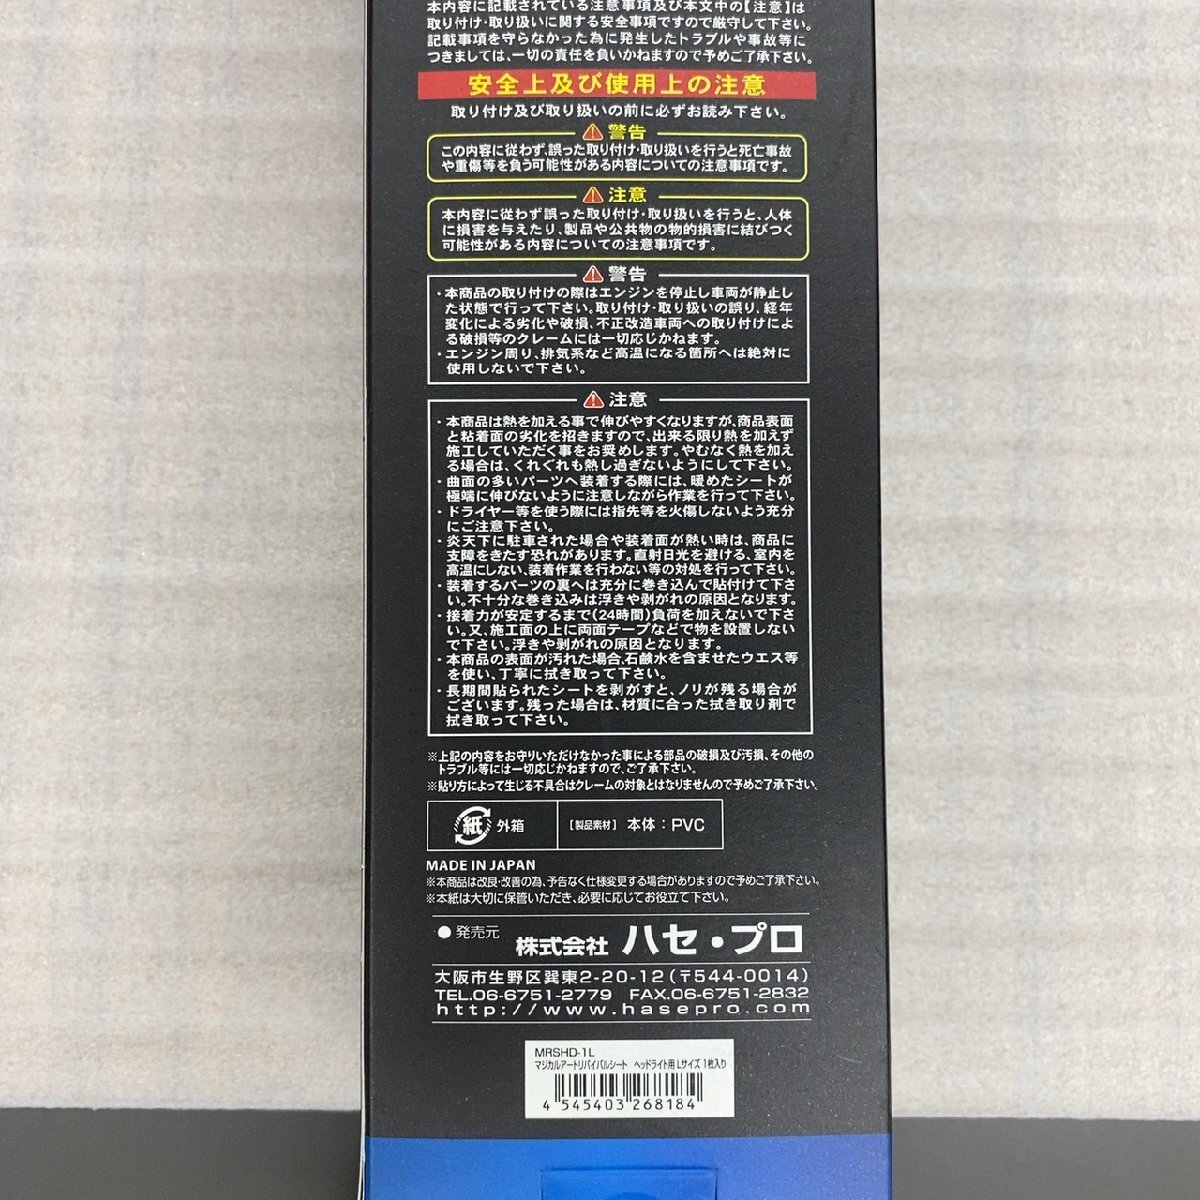 本内容に記載されている注意事項及び本文中の【注意】は
取り付け・取り扱いに関する安全事項ですので厳守して下さい。
記載事項を守らなかった為に発生したトラブルや事故等に
つきましては、一切の責任を負いかねますので予めご了承下さい。
安全上及び使用上の注意
取り付け及び取り扱いの前に必ずお読み下さい。
警告
この内容に従わず、誤った取り付け・取り扱いを行うと死亡事故
や重傷等を負う可能性がある内容についての注意事項です。
注意
本内容に従わず誤った取り付け・取り扱いを行うと、人体
に損害を与えたり、製品や公共物の物的損害に結びつく
可能性がある内容についての注意事項です。
警告
・本商品の取り付けの際はエンジンを停止し車両が静止し
た状態で行って下さい。取り付け・取り扱いの誤り、経年
変化による劣化や破損、不正改造車両への取り付けによ
る破損等のクレームには一切応じかねます。
・エンジン周り、排気系など高温になる箇所へは絶対に
使用しないで下さい。
注意
・本商品は熱を加える事で伸びやすくなりますが、商品表面
と粘着面の劣化を招きますので、出来る限り熱を加えず
施工していただく事をお奨めします。やむなく熱を加え
る場合は、くれぐれも熱し過ぎないようにして下さい。
・曲面の多いパーツへ装着する際には、暖めたシートが
極端に伸びないように注意しながら作業を行って下さい。
・ドライヤー等を使う際には指先等を火傷しないよう充分
にご注意下さい。
・炎天下に駐車された場合や装着面が熱い時は、商品に
支障をきたす恐れがあります。直射日光を避ける、室内を
高温にしない、装着作業を行わない等の対処を行って下さい。
・装着するパーツの裏へは充分に巻き込んで貼付けて下さ
い。不十分な巻き込みは浮きや剥がれの原因となります。
・接着力が安定するまで(24時間)負荷を加えないで下さ
い。又、施工面の上に両面テープなどで物を設置しない
で下さい。浮きや剥がれの原因となります。
・本商品の表面が汚れた場合、石鹸水を含ませたウエス等
を使い、丁寧に拭き取って下さい。
・長期間貼られたシートを剥がすと、ノリが残る場合が
ございます。残った場合は、材質に合った拭き取り剤で
拭き取って下さい。
※上記の内容をお守りいただけなかった事による部品の破損及び汚損、その他の
トラブル等には一切応じかねますので、ご了承下さい。
※貼り方によって生じる不具合はクレームの対象とはなりませんので予めご了承下さい。
紙 外箱 [製品素材] 本体：PVC
MADE IN JAPAN
※本商品は改良・改善の為、予告なく仕様変更する場合がありますので予めご了承下さい。
※本紙は大切に保管いただき、必要に応じてお役立て下さい。
●発売元 株式会社 ハセ・プロ
大阪市生野区巽東2-20-12(〒544-0014)
TEL.06-6751-2779 FAX.06-6751-2832
http://www.hasepro.com
MRSHD-1L
マジカルアートリバイバルシート ヘッドライト用 Lサイズ 1枚入り
4 545403 268184